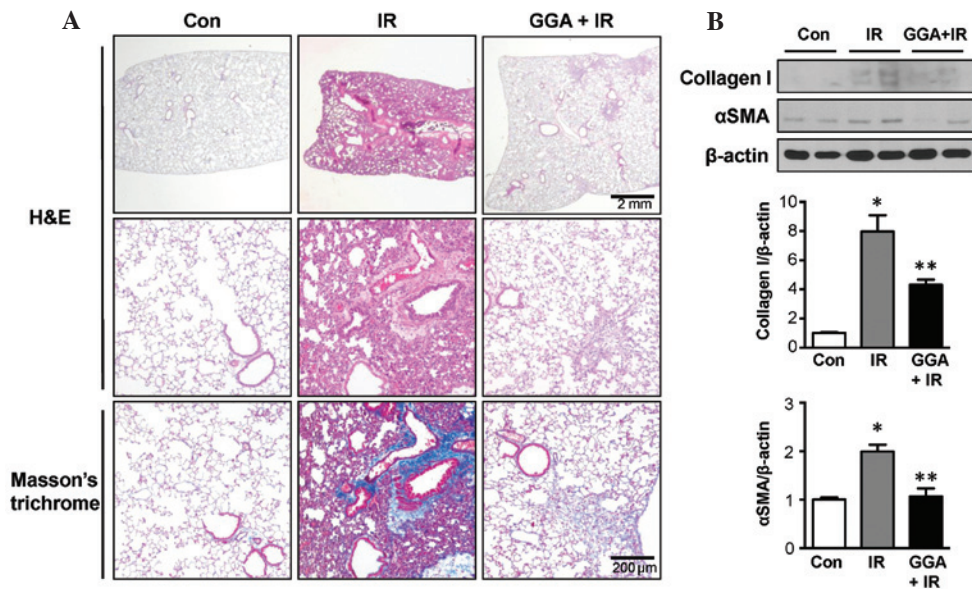 A
Con IR GGA + IR
H&E
2 mm
Masson's
trichrome
200 µm
B
Con IR GGA+IR
Collagen I
αSMA
β-actin
Collagen I/β-actin
10
8
6
4
2
0
*
**
Con IR GGA
+ IR
αSMA/β-actin
3
2
1
0
*
**
Con IR GGA
+ IR